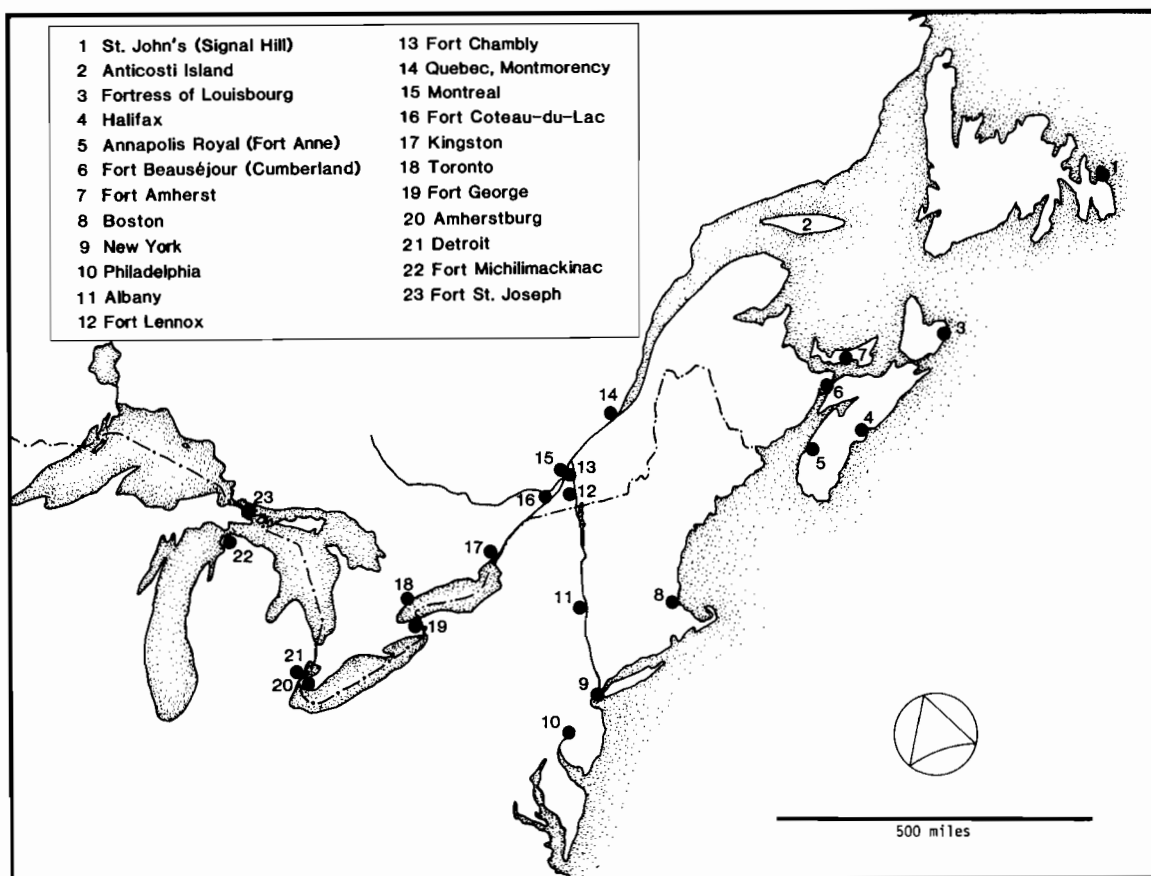 1 St. John's (Signal Hill)
2 Anticosti Island
3 Fortress of Louisbourg
4 Halifax
5 Annapolis Royal (Fort Anne)
6 Fort Beauséjour (Cumberland)
7 Fort Amherst
8 Boston
9 New York
10 Philadelphia
11 Albany
12 Fort Lennox
13 Fort Chambly
14 Quebec, Montmorency
15 Montreal
16 Fort Coteau-du-Lac
17 Kingston
18 Toronto
19 Fort George
20 Amherstburg
21 Detroit
22 Fort Michilimackinac
23 Fort St. Joseph
1
2
3
7
6
14
4
5
15
13
16
12
23
22
17
18
11
8
19
21
20
9
10
500 miles